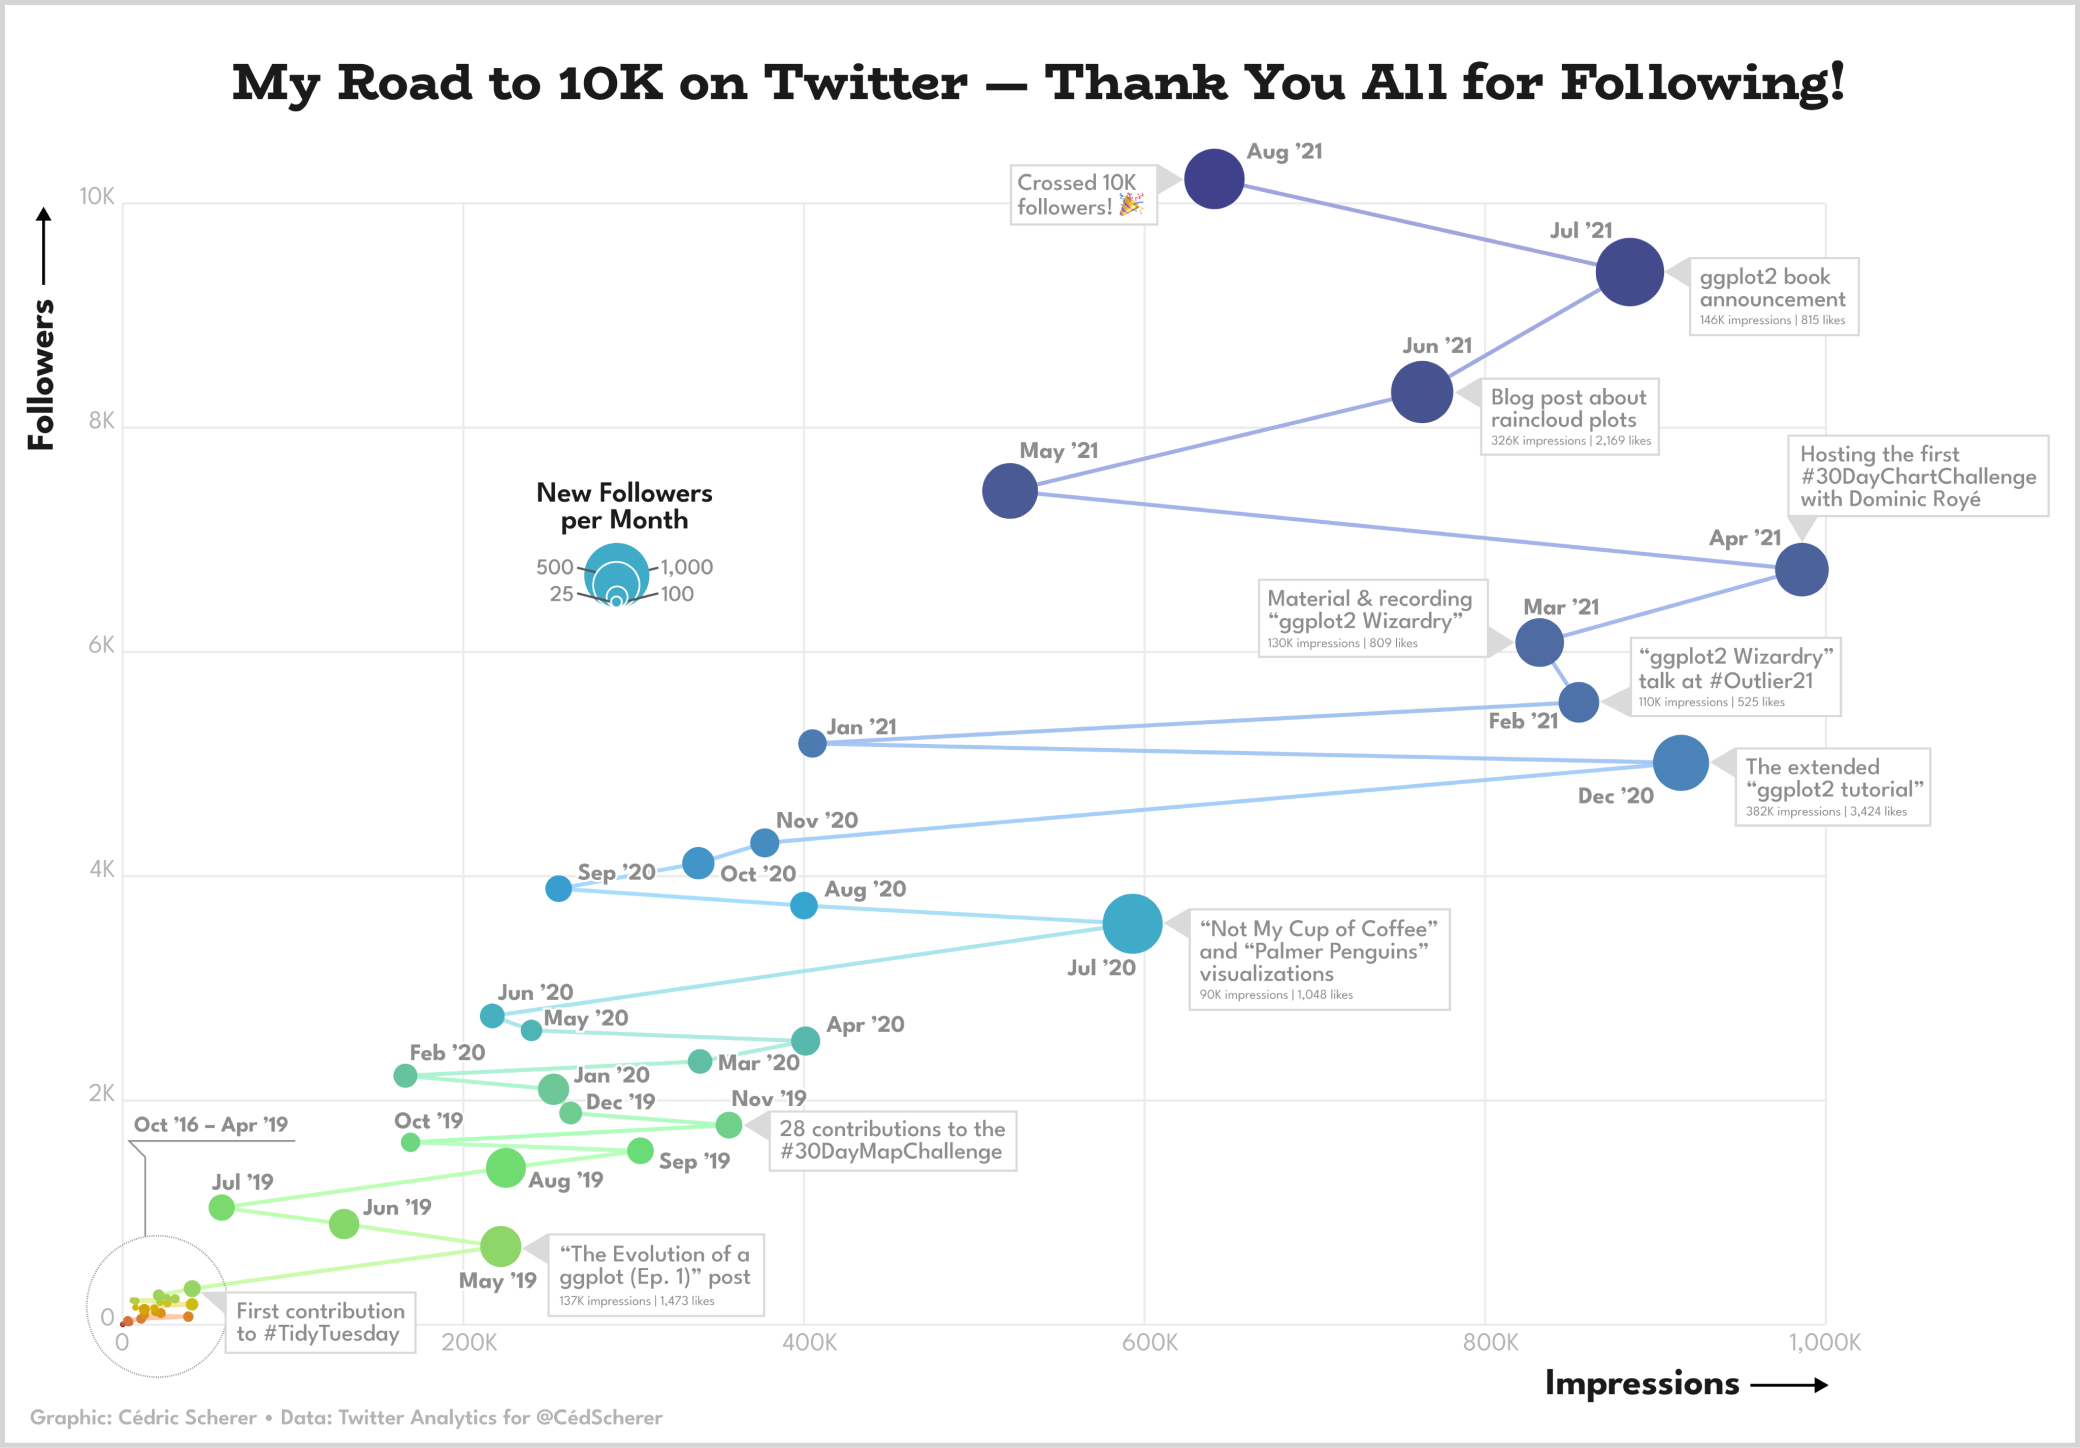 My Road to 10K on Twitter — Thank You All for Following!
Aug ’21
Crossed 10K
followers! 🎉
10K
Jul ’21
ggplot2 book
announcement
146K impressions | 815 likes
Followers
Jun ’21
Blog post about
raincloud plots
326K impressions | 2,169 likes
8K
May ’21
Hosting the first
#30DayChartChallenge
with Dominic Royé
New Followers
per Month
500
1,000
25
100
Apr ’21
Material & recording
“ggplot2 Wizardry”
130K impressions | 809 likes
Mar ’21
6K
“ggplot2 Wizardry”
talk at #Outlier21
110K impressions | 525 likes
Feb ’21
Jan ’21
The extended
“ggplot2 tutorial”
382K impressions | 3,424 likes
Dec ’20
Nov ’20
Oct ’20
Sep ’20
4K
Aug ’20
“Not My Cup of Coffee”
and “Palmer Penguins”
visualizations
90K impressions | 1,048 likes
Jul ’20
Jun ’20
May ’20
Apr ’20
Feb ’20
Mar ’20
Jan ’20
2K
Dec ’19
Nov ’19
28 contributions to the
#30DayMapChallenge
Oct ’19
Oct ’16 – Apr ’19
Sep ’19
Aug ’19
Jul ’19
Jun ’19
“The Evolution of a
ggplot (Ep. 1)” post
137K impressions | 1,473 likes
May ’19
First contribution
to #TidyTuesday
0
0
200K
400K
600K
800K
1,000K
Impressions
Graphic: Cédric Scherer • Data: Twitter Analytics for @CédScherer